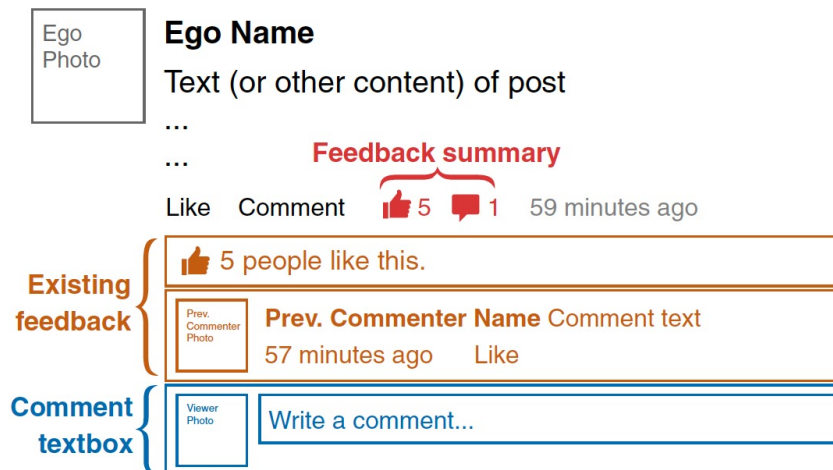 Ego
Photo
Ego Name
Text (or other content) of post
...
...
Feedback summary
Like Comment 5 1 59 minutes ago
Existing
feedback
5 people like this.
Prev.
Commenter
Photo
Prev. Commenter Name Comment text
57 minutes ago Like
Comment
textbox
Viewer
Photo
Write a comment...